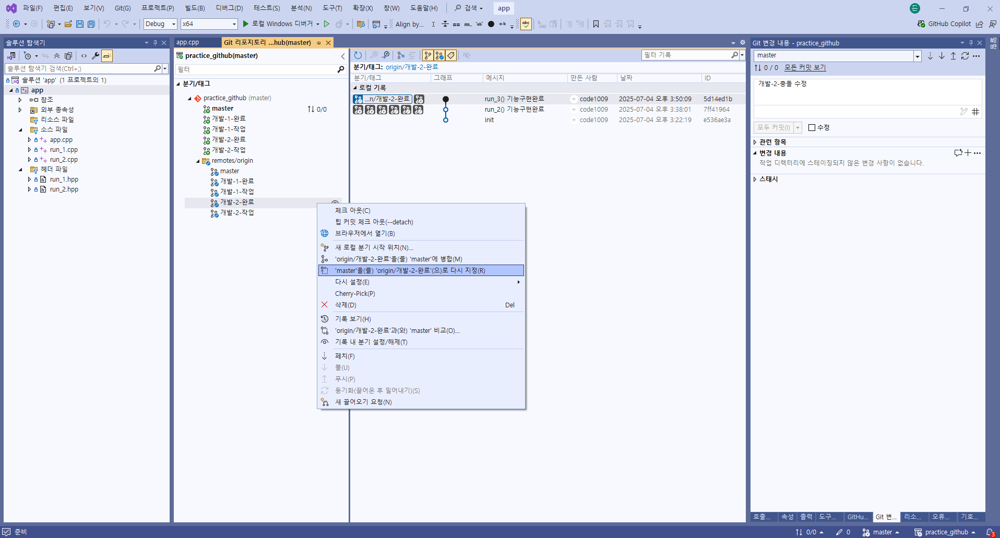 파일(F) 편집(E) 보기(V) Git(G) 프로젝트(P) 빌드(B) 디버그(D) 테스트(S) 분석(N) 도구(T) 확장(X) 창(W) 도움말(H) 검색 app
Debug x64 로컬 Windows 디버거 Align by... GitHub Copilot
솔루션 탐색기
솔루션 탐색기 검색(Ctrl+;)
솔루션 'app' (1 프로젝트의 1)
app
참조
외부 종속성
리소스 파일
소스 파일
app.cpp
run_1.cpp
run_2.cpp
헤더 파일
run_1.hpp
run_2.hpp
app.cpp Git 리포지토리 ...hub(master)
practice_github(master)
필터
분기/태그
practice_github (master)
master 0/0
개발-1-완료
개발-1-작업
개발-2-완료
개발-2-작업
remotes/origin
master
개발-1-완료
개발-1-작업
개발-2-완료
개발-2-작업
필터 기록
분기/태그: origin/개발-2-완료
분기/태그 그래프 메시지 만든 사람 날짜 ID
로컬 기록
...n/개발-2-완료 run_3() 기능구현완료 code1009 2025-07-04 오후 3:50:09 5d14ed1b
run_2() 기능구현완료 code1009 2025-07-04 오후 3:38:01 7ff41964
init code1009 2025-07-04 오후 3:22:19 e536ae3a
체크 아웃(C)
팁 커밋 체크 아웃(--detach)
브라우저에서 열기(B)
새 로컬 분기 시작 위치(N)...
'origin/개발-2-완료'을(를) 'master'에 병합(M)
'master'을(를) 'origin/개발-2-완료'(으)로 다시 지정(R)
다시 설정(E)
Cherry-Pick(P)
삭제(D) Del
기록 보기(H)
'origin/개발-2-완료'과(와) 'master' 비교(O)...
기록 내 분기 설정/해제(T)
페치(F)
풀(U)
푸시(P)
동기화(끌어온 후 밀어내기)(S)
새 끌어오기 요청(N)
Git 변경 내용 - practice_github
master
0 / 0 모든 커밋 보기
개발-2-충돌 수정
모두 커밋(I) 수정
관련 항목
변경 내용
작업 디렉터리에 스테이징되지 않은 변경 사항이 없습니다.
스태시
호출... 속성 출력 도구... GitHu... Git 변... 리소... 오류... 기호...
알림
준비 0/0 0 master practice_github 3